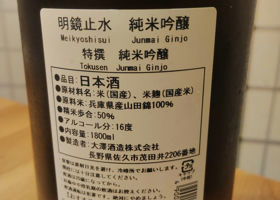 明鏡止水 純米吟醸
Meikyoshisui Junmai Ginjo
特撰 純米吟醸
Tokusen Junmai Ginjo
●品目:日本酒
●原材料名:米(国産)、米麹(国産米)
●原料米:兵庫県産山田錦100%
●精米歩合:50%
●アルコール分:16度
●内容量:1800ml
●製造者:大澤酒造株式会社
長野県佐久市茂田井2206番地